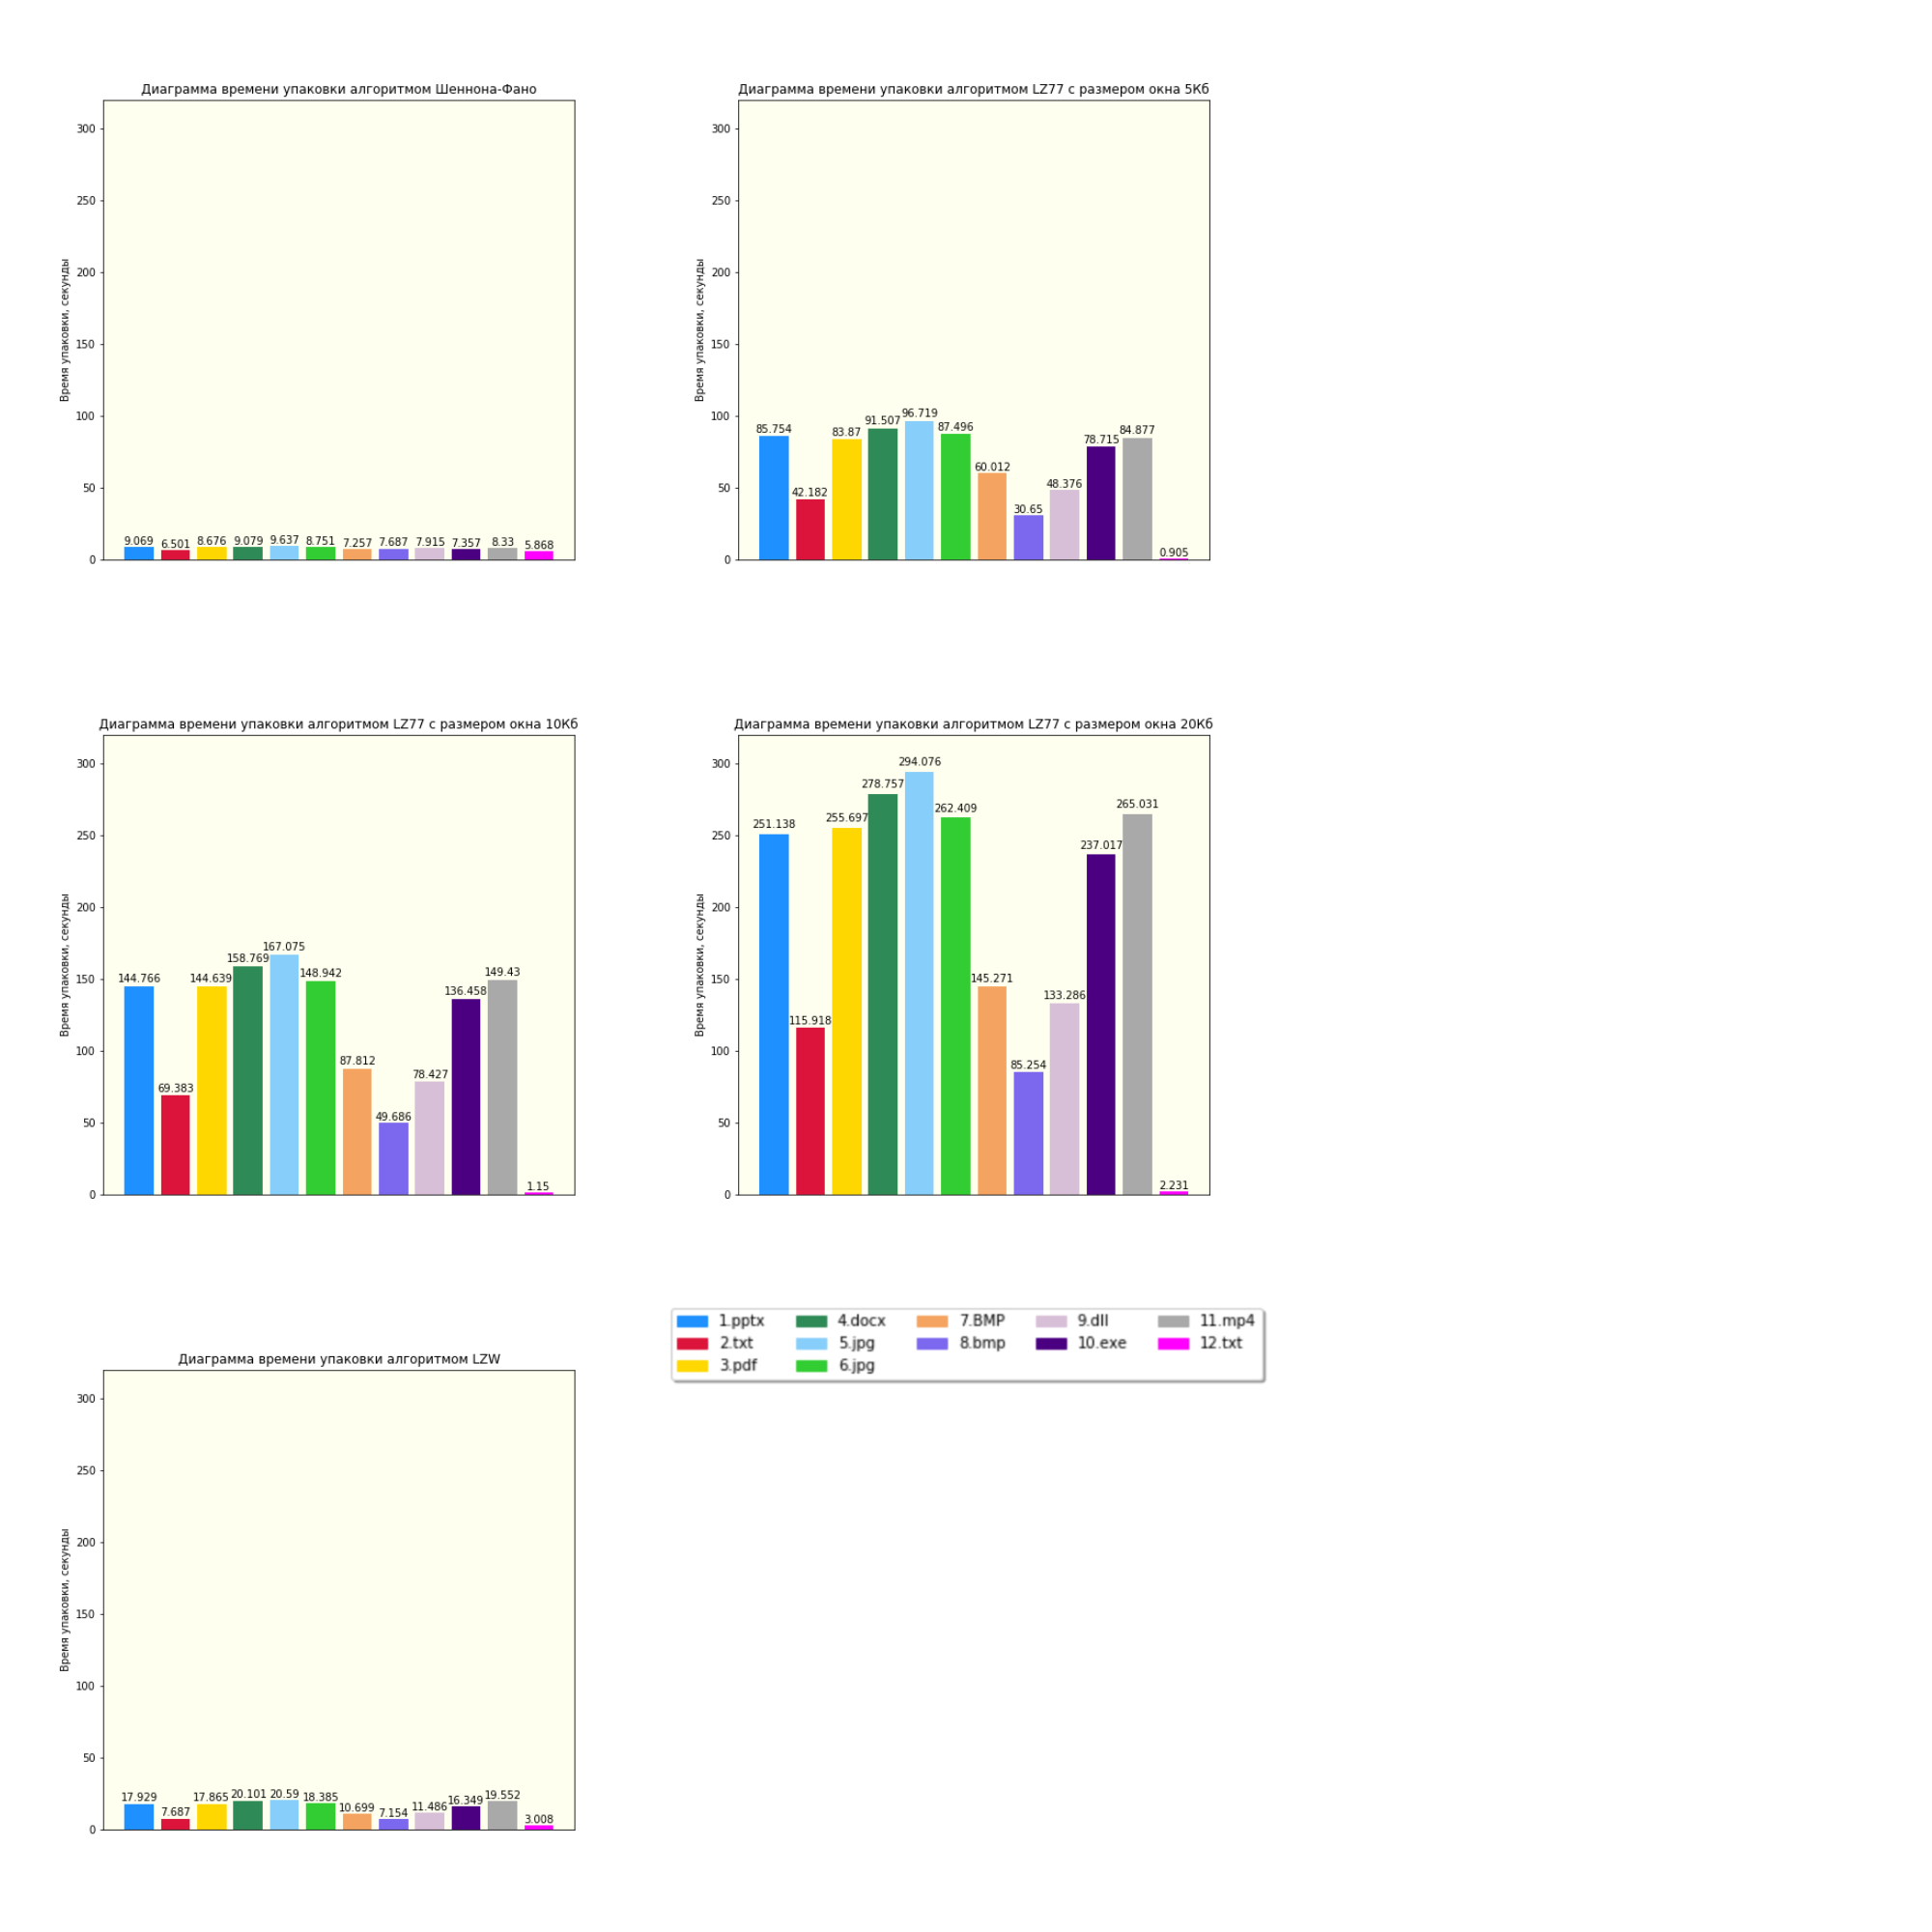 Диаграмма времени упаковки алгоритмом Шеннона-Фано
Время упаковки, секунды
300
250
200
150
100
50
0
9.069 6.501 8.676 9.079 9.637 8.751 7.257 7.687 7.915 7.357 8.33 5.868
Диаграмма времени упаковки алгоритмом LZ77 с размером окна 5Кб
Время упаковки, секунды
300
250
200
150
100
50
0
85.754 42.182 83.87 91.507 96.719 87.496 60.012 30.65 48.376 78.715 84.877 0.905
Диаграмма времени упаковки алгоритмом LZ77 с размером окна 10Кб
Время упаковки, секунды
300
250
200
150
100
50
0
144.766 69.383 144.639 158.769 167.075 148.942 87.812 49.686 78.427 136.458 149.43 1.15
Диаграмма времени упаковки алгоритмом LZ77 с размером окна 20Кб
Время упаковки, секунды
300
250
200
150
100
50
0
251.138 115.918 255.697 278.757 294.076 262.409 145.271 85.254 133.286 237.017 265.031 2.231
1.pptx 4.docx 7.BMP 9.dll 11.mp4
2.txt 5.jpg 8.bmp 10.exe 12.txt
3.pdf 6.jpg
Диаграмма времени упаковки алгоритмом LZW
Время упаковки, секунды
300
250
200
150
100
50
0
17.929 7.687 17.865 20.101 20.59 18.385 10.699 7.154 11.486 16.349 19.552 3.008